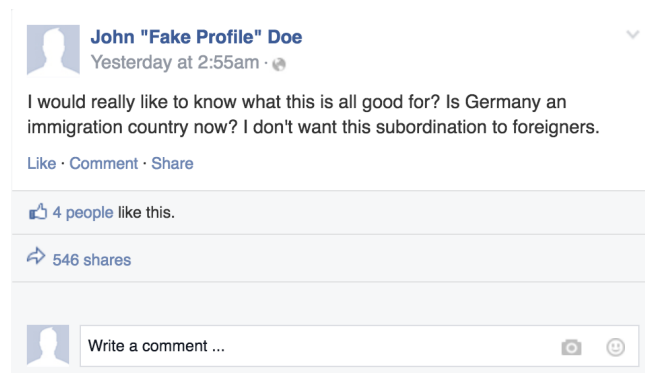 John "Fake Profile" Doe
Yesterday at 2:55am ·
I would really like to know what this is all good for? Is Germany an
immigration country now? I don't want this subordination to foreigners.
Like · Comment · Share
4 people like this.
546 shares
Write a comment ...